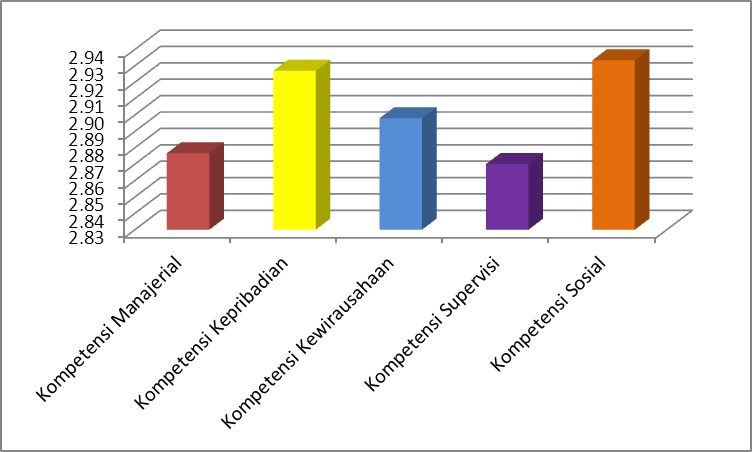 2.94
2.93
2.92
2.91
2.90
2.89
2.88
2.87
2.86
2.85
2.84
2.83
Kompetensi Manajerial
Kompetensi Kepribadian
Kompetensi Kewirausahaan
Kompetensi Supervisi
Kompetensi Sosial